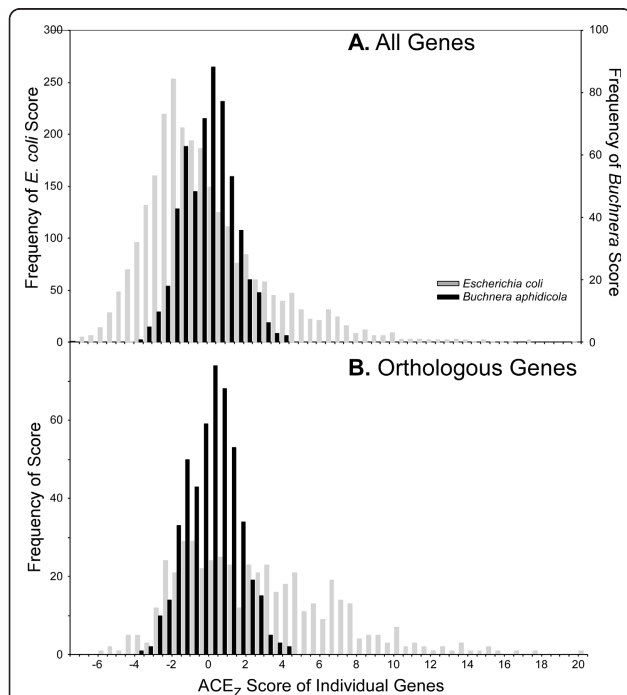 A. All Genes
300
250
200
150
100
50
0
Frequency of E. coli Score
100
80
60
40
20
0
Frequency of Buchnera Score
Escherichia coli
Buchnera aphidicola
B. Orthologous Genes
60
40
20
0
Frequency of Score
-6 -4 -2 0 2 4 6 8 10 12 14 16 18 20
ACEZ Score of Individual Genes